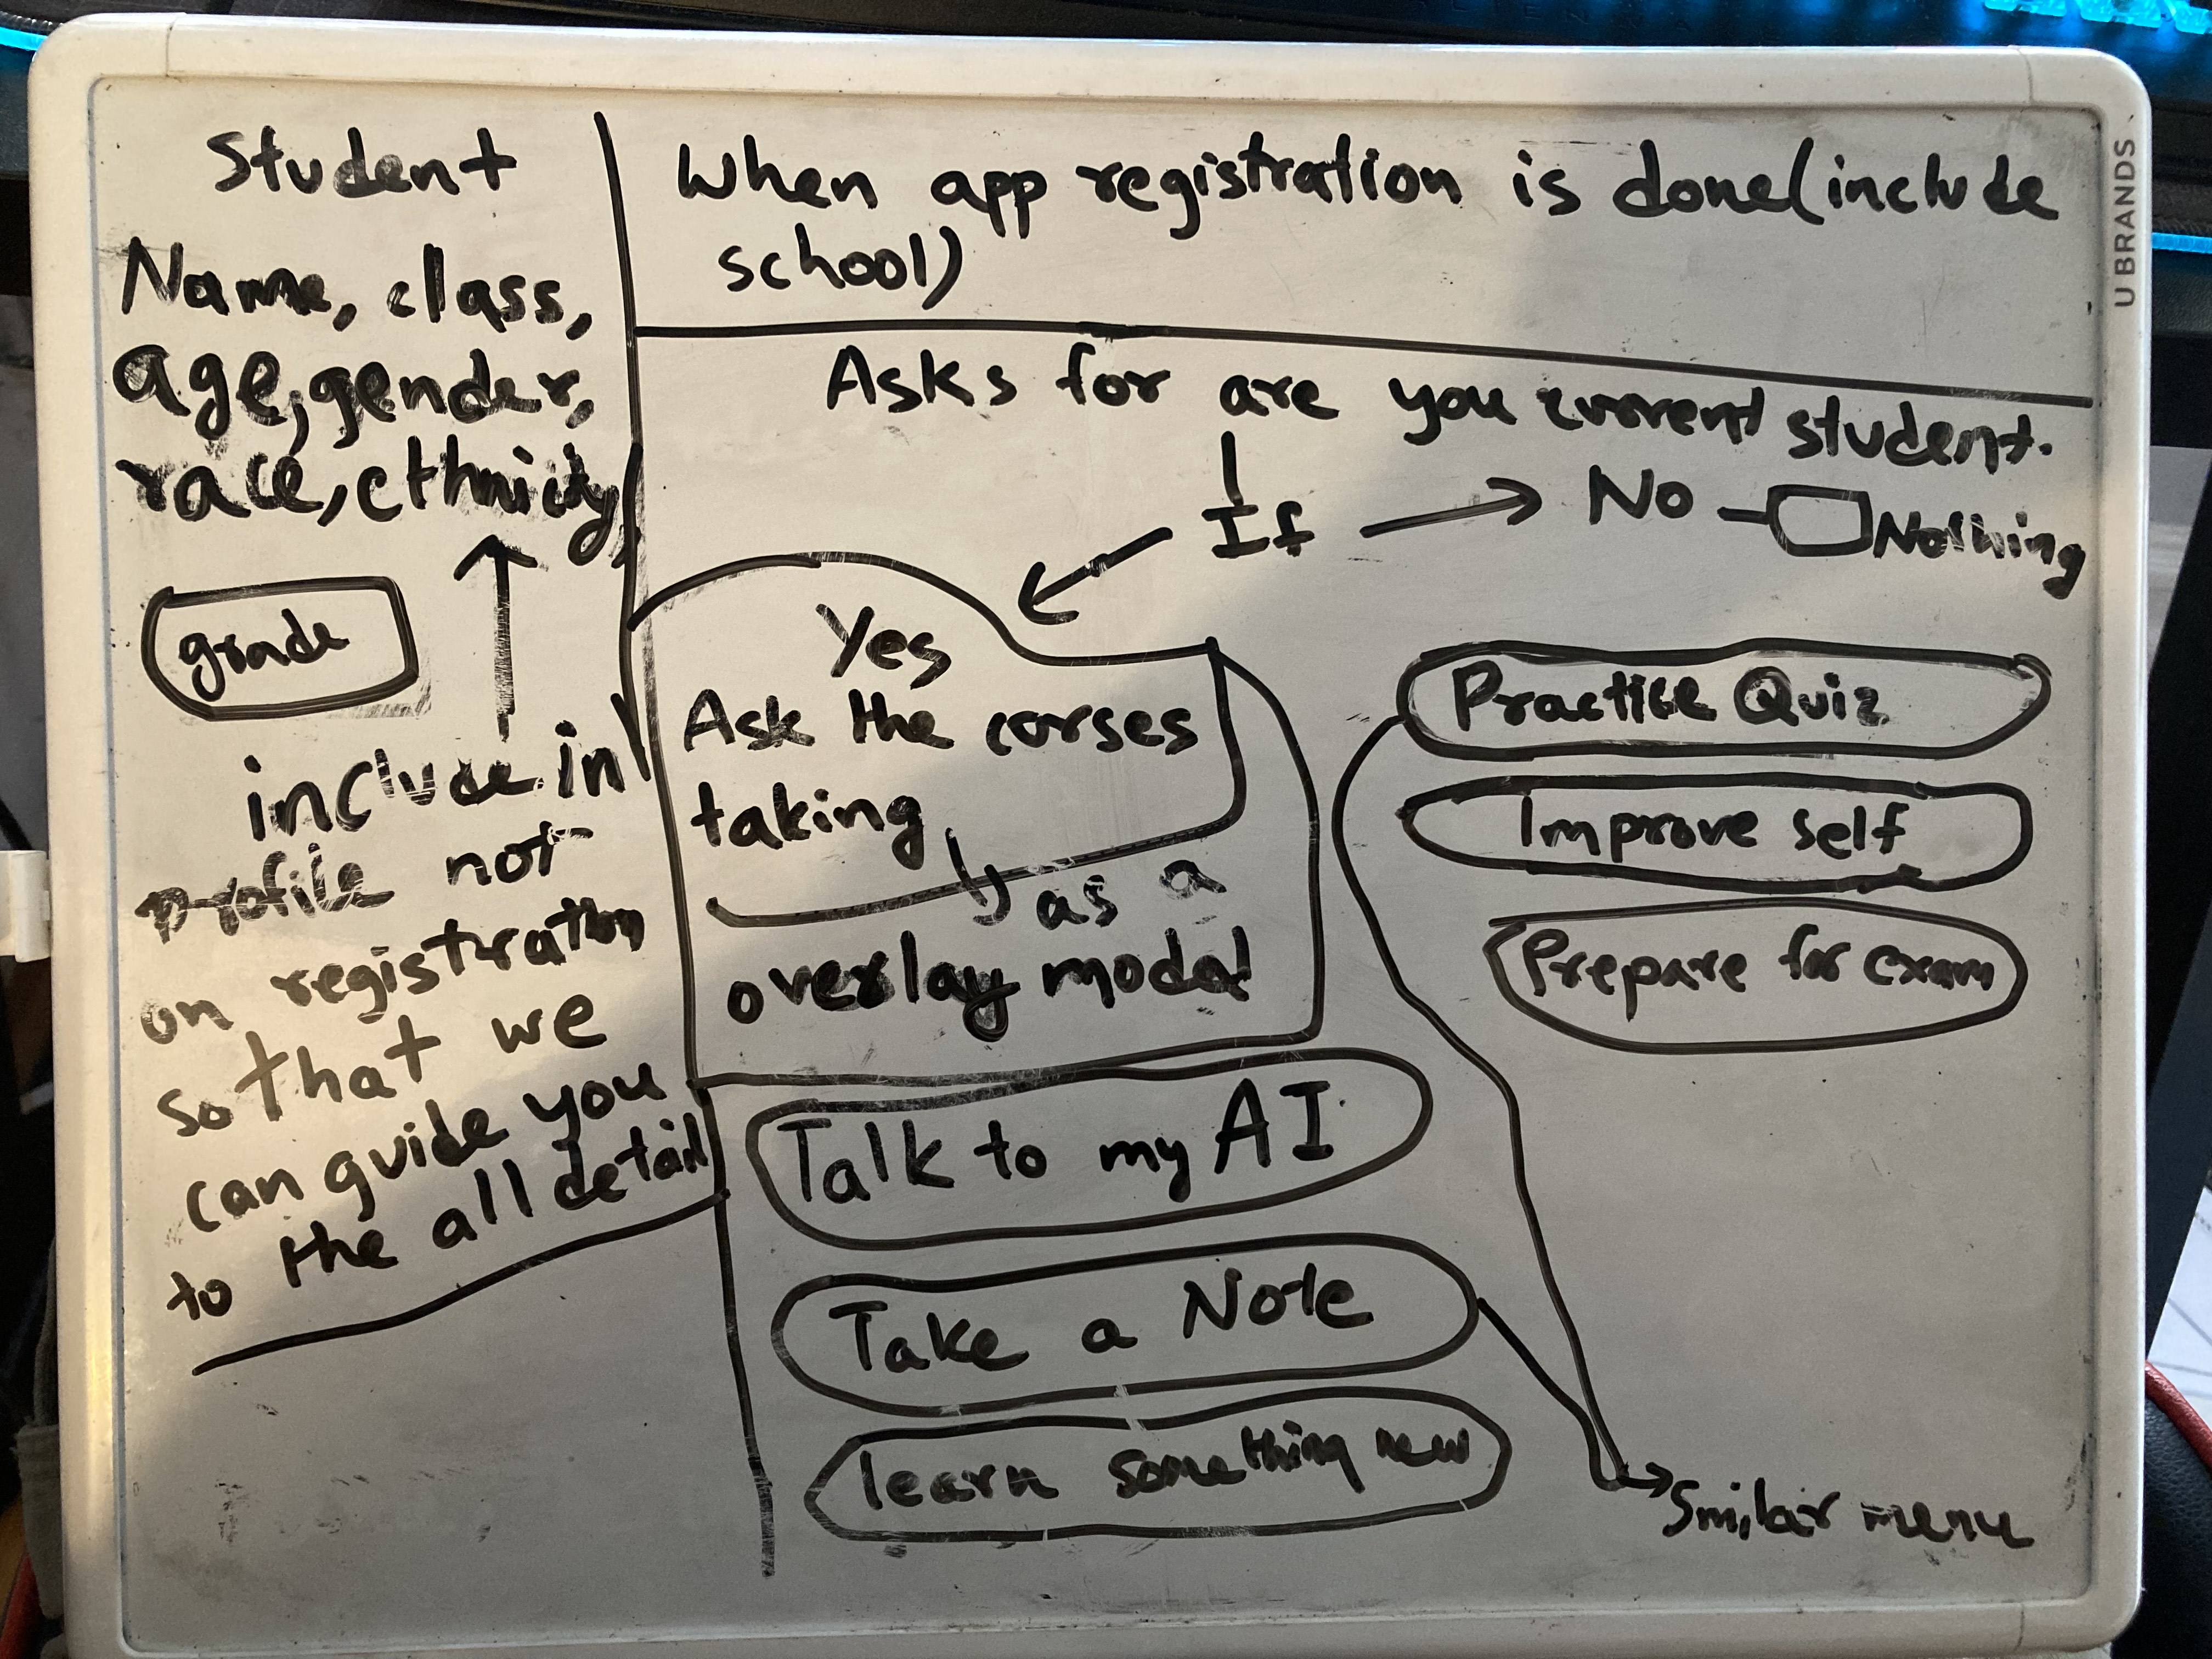 Student
Name, class,
age, gender,
race, ethnicity,
grade
include in
profile not
on registration
so that we
can guide you
to the all detail
When app registration is done(include
school)
Asks for are you current student.
If
No
Nothing
Yes
Ask the corses
taking
as a
overlay modal
Talk to my AI
Take a Note
learn something new
Practice Quiz
Improve self
Prepare for exam
Smilar menu
U BRANDS